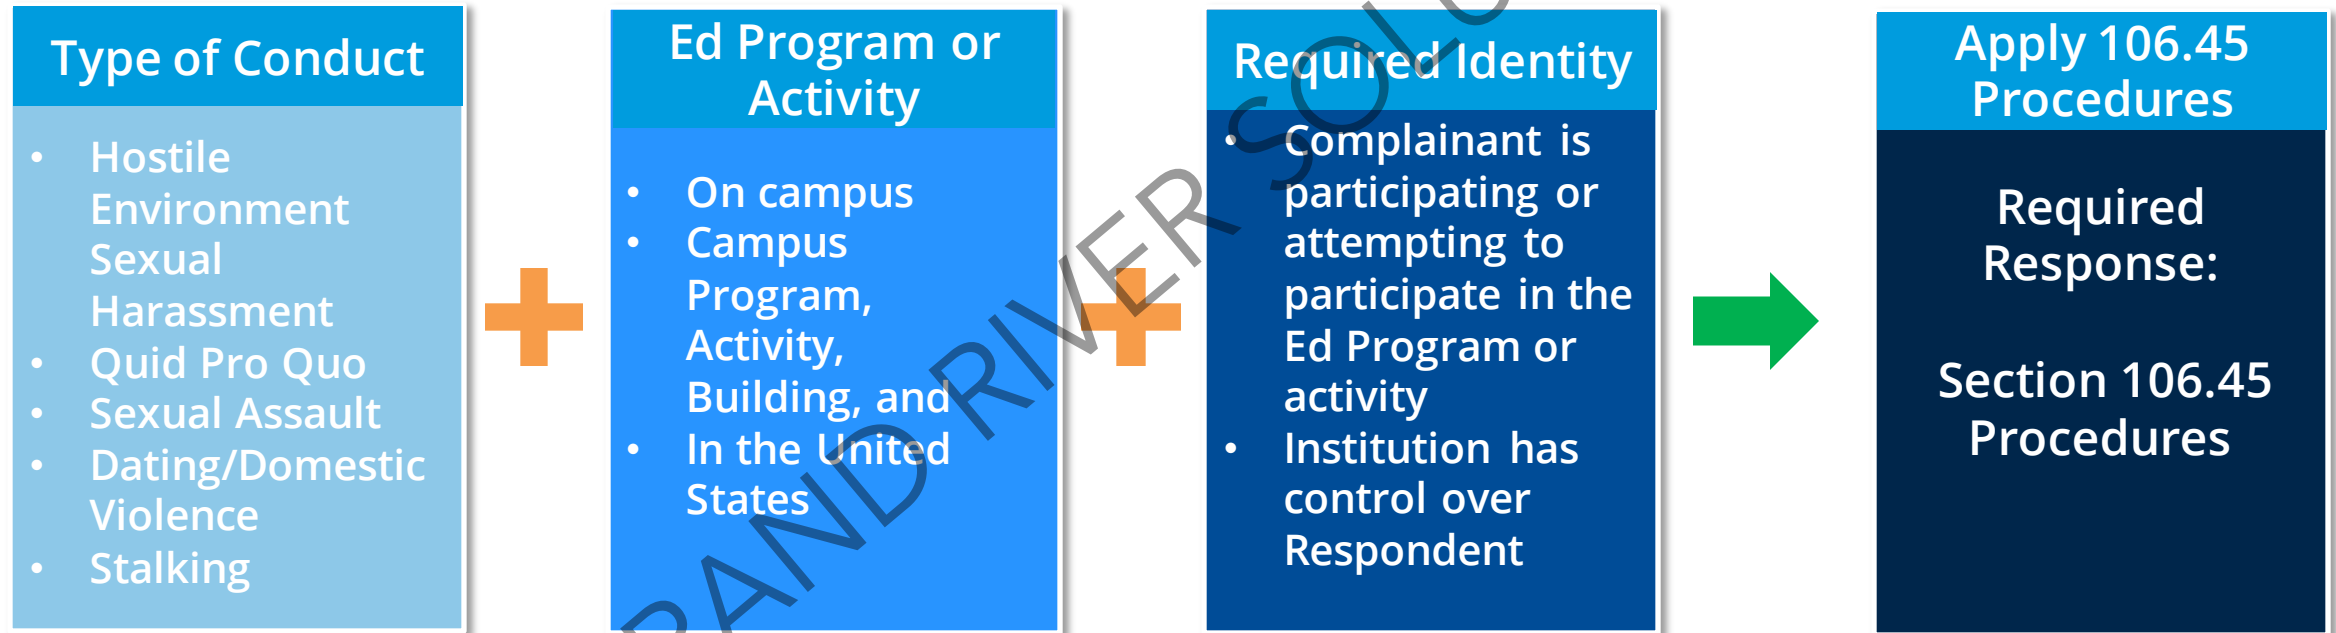 Type of Conduct
• Hostile
Environment
Sexual
Harassment
• Quid Pro Quo
• Sexual Assault
• Dating/Domestic
Violence
• Stalking
Ed Program or
Activity
• On campus
• Campus
Program,
Activity,
Building, and
• In the United
States
Required Identity
• Complainant is
participating or
attempting to
participate in the
Ed Program or
activity
• Institution has
control over
Respondent
Apply 106.45
Procedures
Required
Response:
Section 106.45
Procedures
RAND RIVER SOLU